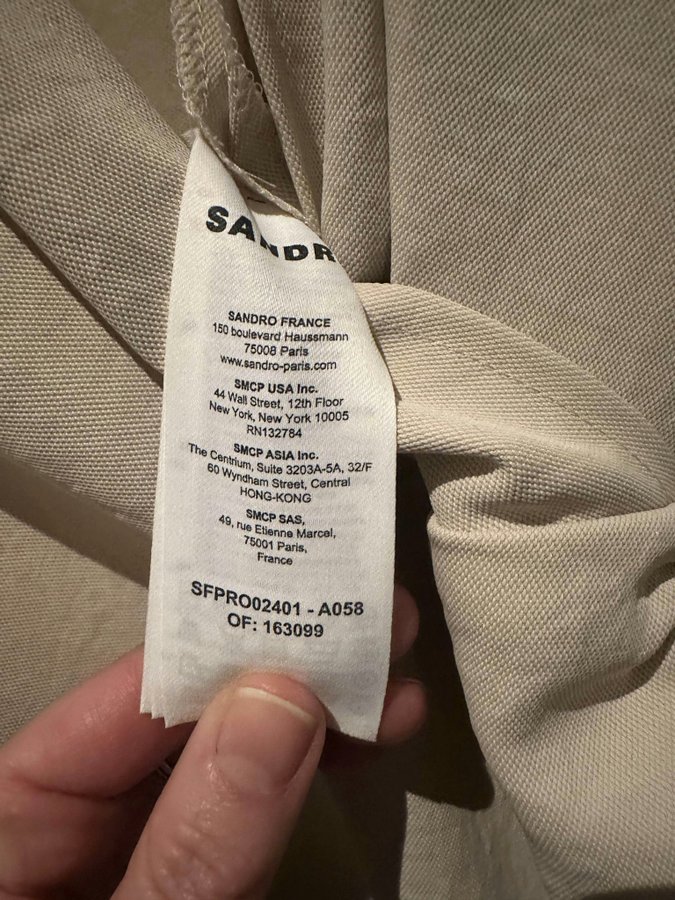 SANDRO
SANDRO FRANCE
150 boulevard Haussmann
75008 Paris
www.sandro-paris.com
SMCP USA Inc.
44 Wall Street, 12th Floor
New York, New York 10005
RN132784
SMCP ASIA Inc.
The Centrium, Suite 3203A-5A, 32/F
60 Wyndham Street, Central
HONG-KONG
SMCP SAS,
49, rue Etienne Marcel,
75001 Paris,
France
SFPRO02401 - A058
OF: 163099